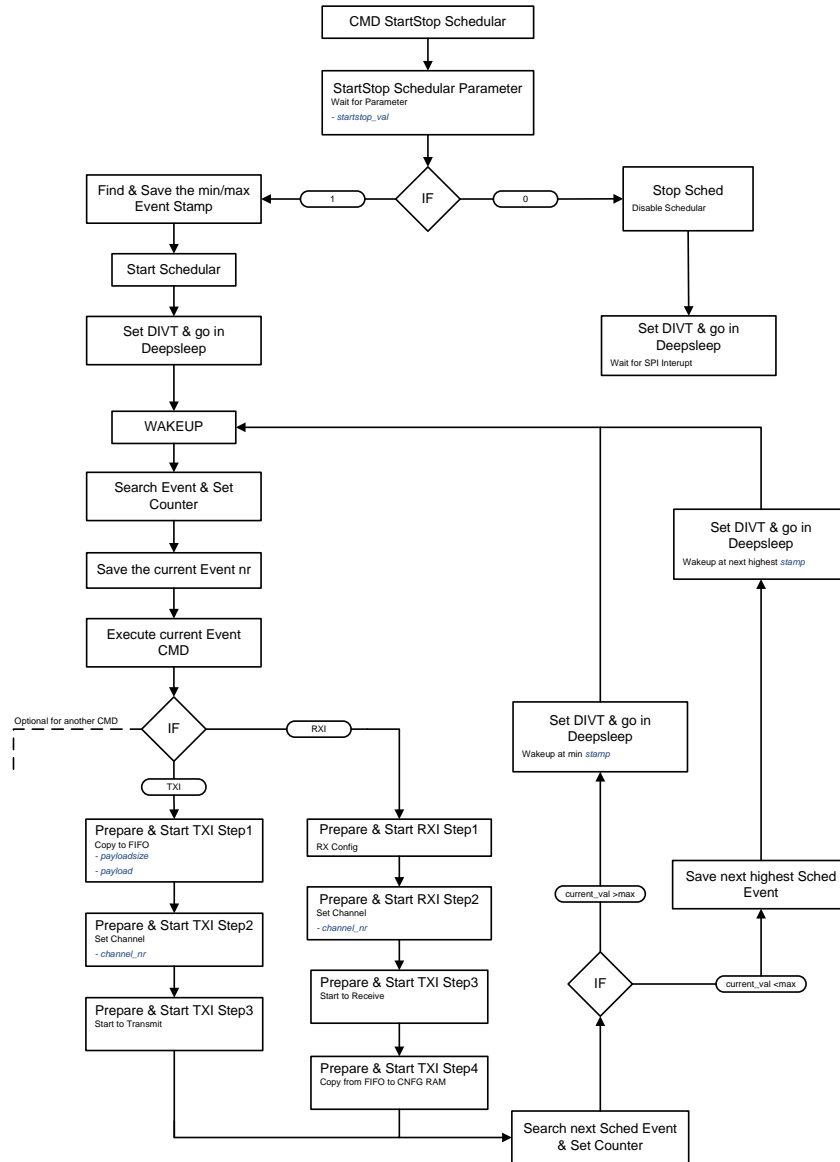 CMD StartStop Schedular
StartStop Schedular Parameter
Wait for Parameter
- startstop_val
Find & Save the min/max
Event Stamp
1
IF
0
Stop Sched
Disable Schedular
Start Schedular
Set DIVT & go in
Deepsleep
Set DIVT & go in
Deepsleep
Wait for SPI Interupt
WAKEUP
Search Event & Set
Counter
Set DIVT & go in
Deepsleep
Wakeup at next highest stamp
Save the current Event nr
Execute current Event
CMD
Optional for another CMD
IF
RXI
Set DIVT & go in
Deepsleep
Wakeup at min stamp
TXI
Prepare & Start TXI Step1
Copy to FIFO
- payloadsize
- payload
Prepare & Start RXI Step1
RX Config
current_val >max
Save next highest Sched
Event
Prepare & Start TXI Step2
Set Channel
- channel_nr
Prepare & Start RXI Step2
Set Channel
- channel_nr
IF
current_val <max
Prepare & Start TXI Step3
Start to Transmit
Prepare & Start TXI Step3
Start to Receive
Prepare & Start TXI Step4
Copy from FIFO to CNFG RAM
Search next Sched Event
& Set Counter